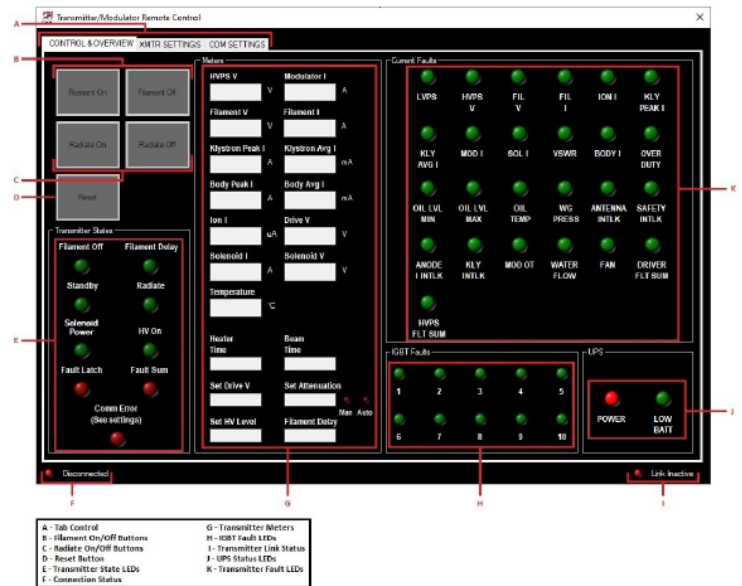 A
Transmitter/Modulator Remote Control
CONTROL & OVERVIEW XMTR SETTINGS COM SETTINGS
B
Filament On Filament Off
Radiate On Radiate Off
C
D
Reset
Transmitter States
Filament Off Filament Delay
Standby Radiate
Solenoid Power HV On
E
Fault Latch Fault Sum
Comm Error
(See settings)
Disconnected
F
Meters
HVPS V Modulator I
V A
Filament V Filament I
V A
Klystron Peak I Klystron Avg I
A mA
Body Peak I Body Avg I
A mA
Ion I Drive V
uA V
Solenoid I Solenoid V
A V
Temperature
°C
Heater Time Beam Time
Set Drive V Set Attenuation
Man Auto
Set HV Level Filament Delay
G
Current Faults
LVPS HVPS V FIL V FIL I ION I KLY PEAK I
KLY AVG I MOD I SOL I VSWR BODY I OVER DUTY
K
OIL LVL MIN OIL LVL MAX OIL TEMP WG PRESS ANTENNA INTLK SAFETY INTLK
ANODE I INTLK KLY INTLK MOD OT WATER FLOW FAN DRIVER FLT SUM
HVPS FLT SUM
IGBT Faults
1 2 3 4 5
6 7 8 9 10
H
UPS
POWER LOW BATT
J
Link Inactive
I
A - Tab Control
B - Filement On/Off Buttons
C - Radiate On/Off Buttons
D - Reset Button
E - Transmitter State LEDs
F - Connection Status
G - Transmitter Meters
H - IGBT Fault LEDs
I - Transmitter Link Status
J - UPS Status LEDs
K - Transmitter Fault LEDs